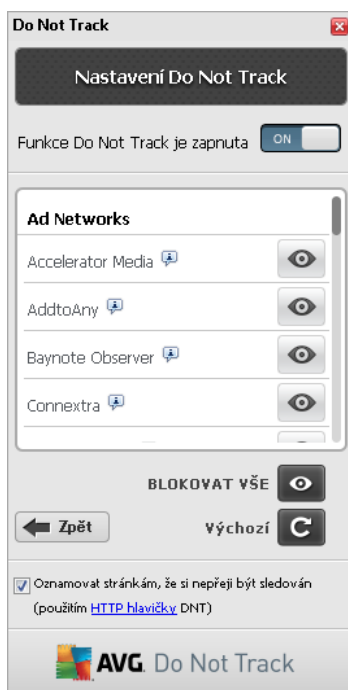 Do Not Track
Nastavení Do Not Track
Funkce Do Not Track je zapnuta ON
Ad Networks
Accelerator Media
AddtoAny
Baynote Observer
Connextra
BLOKOVAT VŠE
Zpět Výchozí
Oznamovat stránkám, že si nepřeji být sledován
(použitím HTTP hlavičky DNT)
AVG. Do Not Track